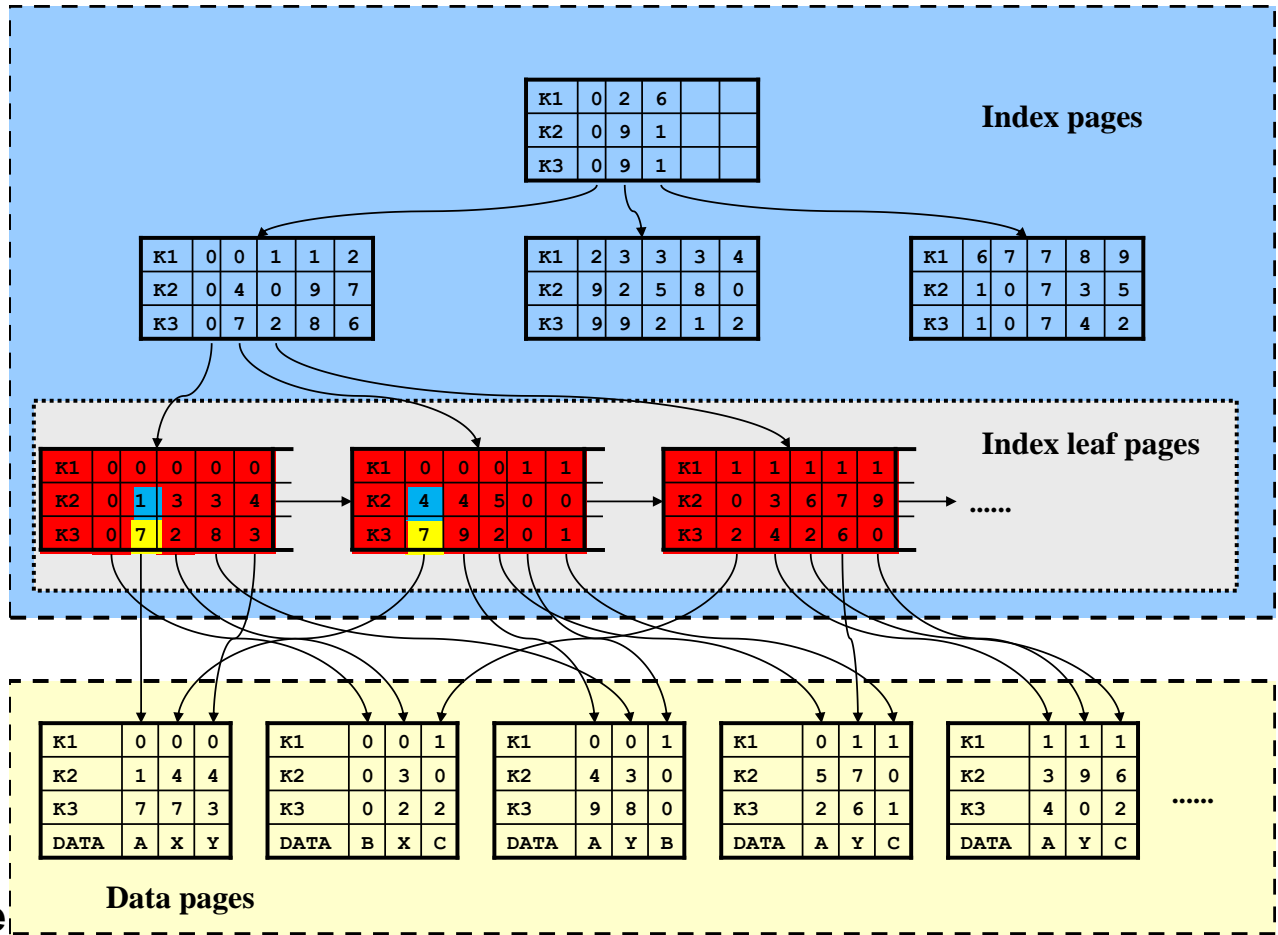 K1 0 2 6
Index pages
K2 0 9 1
K3 0 9 1
K1 0 0 1 1 2
K2 0 4 0 9 7
K3 0 7 2 8 6
K1 2 3 3 3 4
K2 9 2 5 8 0
K3 9 9 2 1 2
K1 6 7 7 8 9
K2 1 0 7 3 5
K3 1 0 7 4 2
Index leaf pages
K1 0 0 0 0 0
K2 0 1 3 3 4
K3 0 7 2 8 3
K1 0 0 0 1 1
K2 4 4 5 0 0
K3 7 9 2 0 1
K1 1 1 1 1 1
K2 0 3 6 7 9
K3 2 4 2 6 0
......
K1 0 0 0
K2 1 4 4
K3 7 7 3
DATA A X Y
K1 0 0 1
K2 0 3 0
K3 0 2 2
DATA B X C
K1 0 0 1
K2 4 3 0
K3 9 8 0
DATA A Y B
K1 0 1 1
K2 5 7 0
K3 2 6 1
DATA A Y C
K1 1 1 1
K2 3 9 6
K3 4 0 2
DATA A Y C
......
Data pages
e